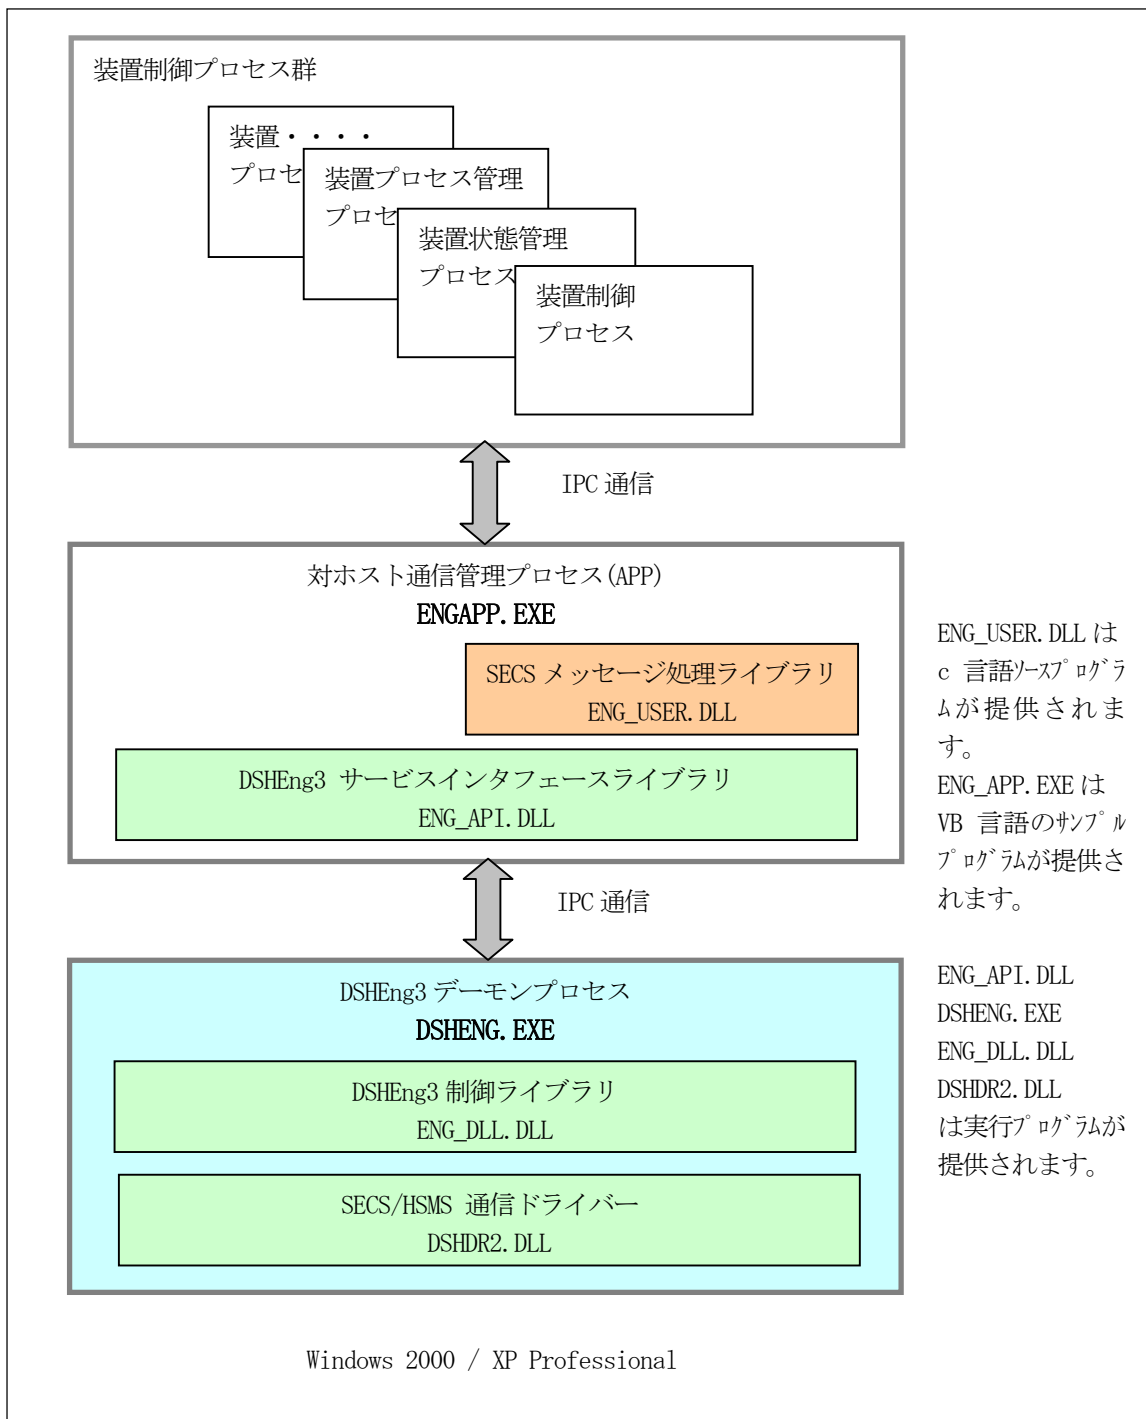 装置制御プロセス群
装置・・・・
プロセ
装置プロセス管理
プロセ
装置状態管理
プロセス
装置制御
プロセス
IPC 通信
対ホスト通信管理プロセス(APP)
ENGAPP.EXE
SECS メッセージ処理ライブラリ
ENG_USER.DLL
DSHEng3 サービスインタフェースライブラリ
ENG_API.DLL
ENG_USER.DLL は
c 言語ｿｰｽﾌﾟﾛｸﾞﾗ
ﾑが提供されま
す。
ENG_APP.EXE は
VB 言語のｻﾝﾌﾟﾙ
ﾌﾟﾛｸﾞﾗﾑが提供さ
れます。
IPC 通信
DSHEng3 デーモンプロセス
DSHENG.EXE
DSHEng3 制御ライブラリ
ENG_DLL.DLL
SECS/HSMS 通信ドライバー
DSHDR2.DLL
ENG_API.DLL
DSHENG.EXE
ENG_DLL.DLL
DSHDR2.DLL
は実行ﾌﾟﾛｸﾞﾗﾑが
提供されます。
Windows 2000 / XP Professional